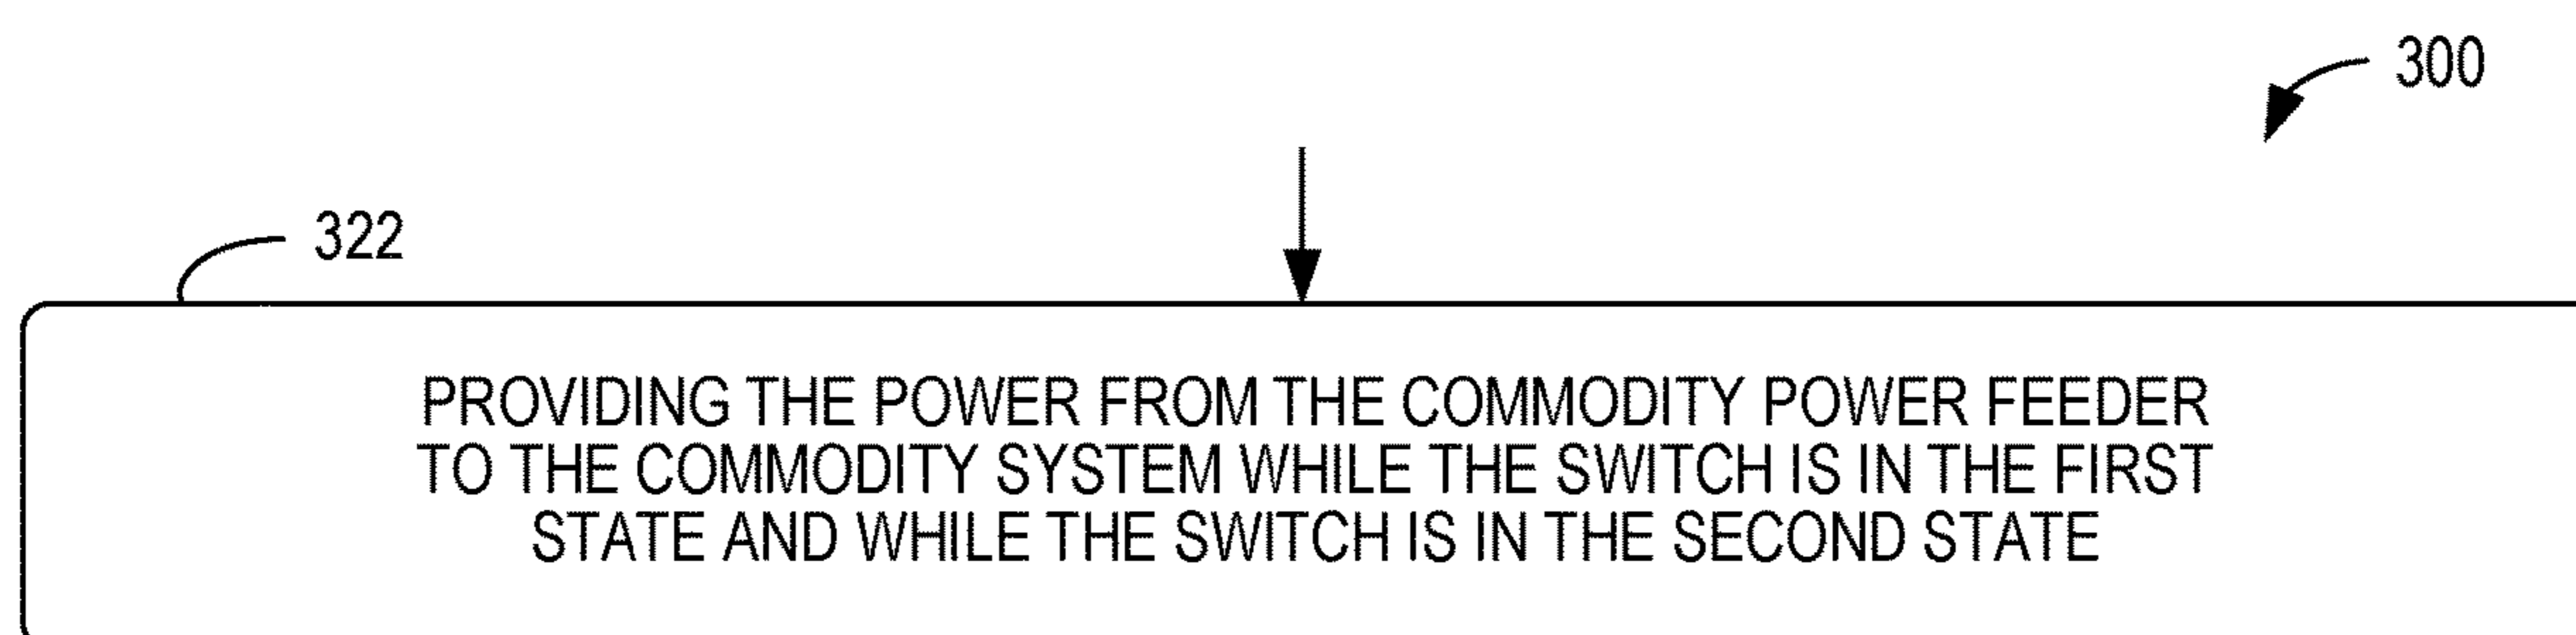 300
322
PROVIDING THE POWER FROM THE COMMODITY POWER FEEDER
TO THE COMMODITY SYSTEM WHILE THE SWITCH IS IN THE FIRST
STATE AND WHILE THE SWITCH IS IN THE SECOND STATE